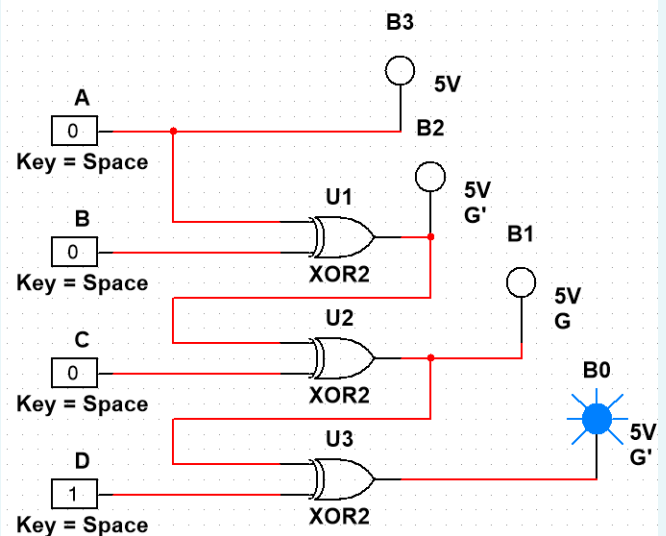 B3
5V
A
0
Key = Space
B2
5V
G'
U1
B
0
Key = Space
XOR2
B1
5V
G
U2
C
0
Key = Space
XOR2
B0
5V
G'
U3
D
1
Key = Space
XOR2